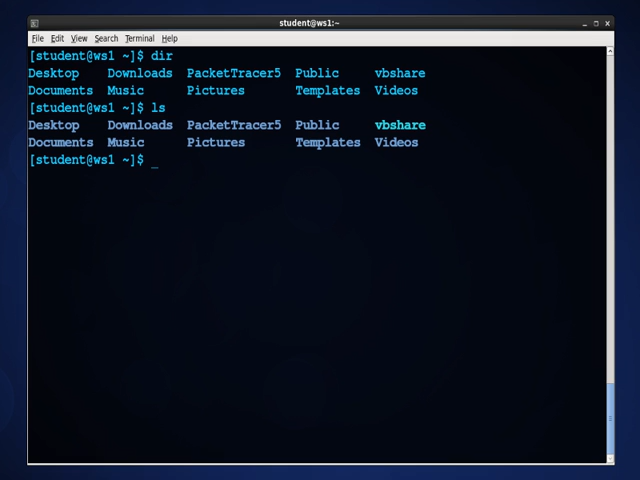 student@ws1:~
File Edit View Search Terminal Help
[student@ws1 ~]$ dir
Desktop Downloads PacketTracer5 Public vbshare
Documents Music Pictures Templates Videos
[student@ws1 ~]$ ls
Desktop Downloads PacketTracer5 Public vbshare
Documents Music Pictures Templates Videos
[student@ws1 ~]$ _